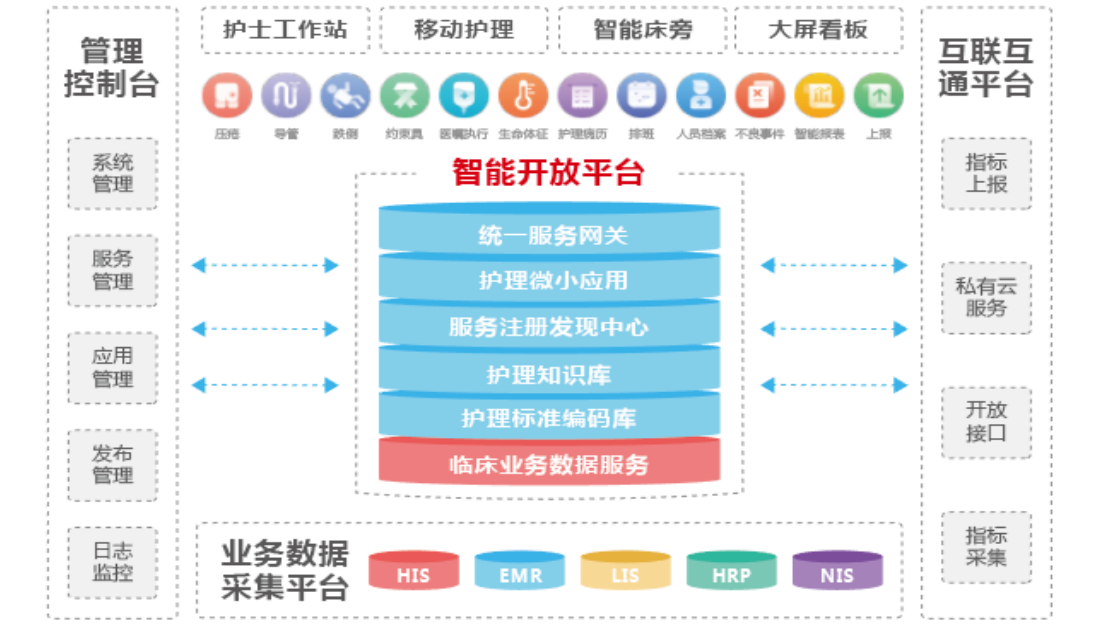 管理
控制台
系统
管理
服务
管理
应用
管理
发布
管理
日志
监控
护士工作站
移动护理
智能床旁
大屏看板
压疮
导管
跌倒
约束具
医嘱执行
生命体征
护理病历
排班
人员档案
不良事件
智能报表
上报
智能开放平台
统一服务网关
护理微小应用
服务注册发现中心
护理知识库
护理标准编码库
临床业务数据服务
业务数据
采集平台
HIS
EMR
LIS
HRP
NIS
互联互
通平台
指标
上报
私有云
服务
开放
接口
指标
采集